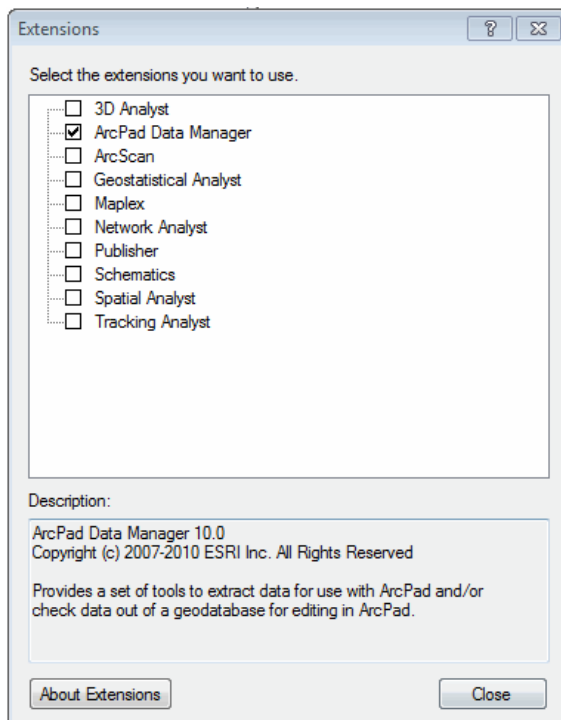 Extensions
Select the extensions you want to use.
3D Analyst
ArcPad Data Manager
ArcScan
Geostatistical Analyst
Maplex
Network Analyst
Publisher
Schematics
Spatial Analyst
Tracking Analyst
Description:
ArcPad Data Manager 10.0
Copyright (c) 2007-2010 ESRI Inc. All Rights Reserved
Provides a set of tools to extract data for use with ArcPad and/or
check data out of a geodatabase for editing in ArcPad.
About Extensions
Close